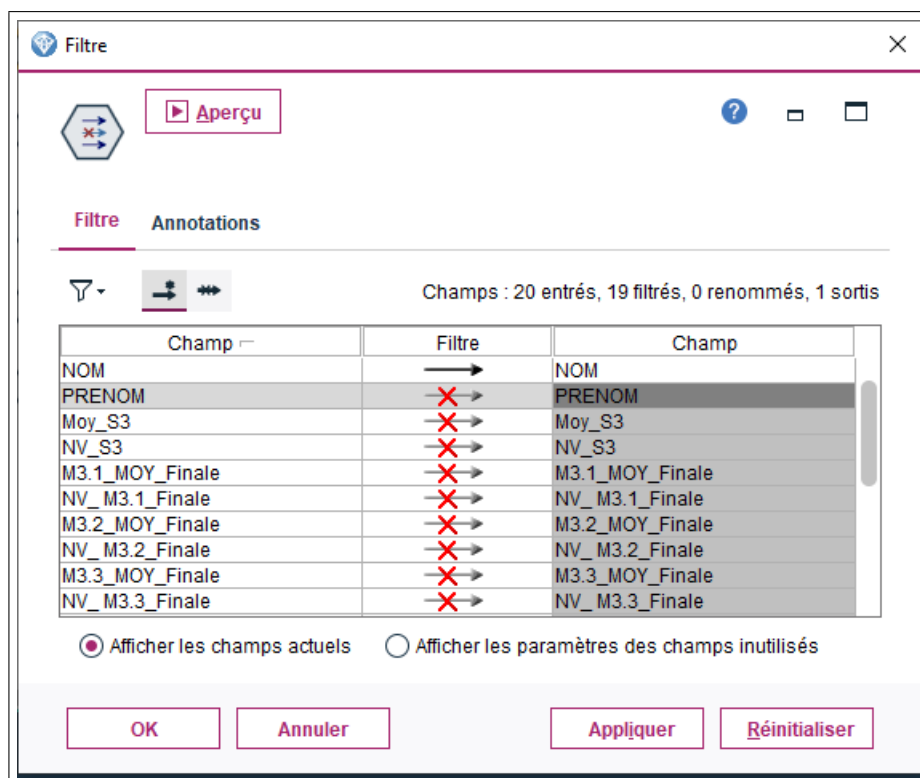 Filtre
Aperçu
?
Filtre Annotations
Champs : 20 entrés, 19 filtrés, 0 renommés, 1 sortis
Champ Filtre Champ
NOM NOM
PRENOM PRENOM
Moy_S3 Moy_S3
NV_S3 NV_S3
M3.1_MOY_Finale M3.1_MOY_Finale
NV_ M3.1_Finale NV_ M3.1_Finale
M3.2_MOY_Finale M3.2_MOY_Finale
NV_ M3.2_Finale NV_ M3.2_Finale
M3.3_MOY_Finale M3.3_MOY_Finale
NV_ M3.3_Finale NV_ M3.3_Finale
Afficher les champs actuels Afficher les paramètres des champs inutilisés
OK Annuler Appliquer Réinitialiser